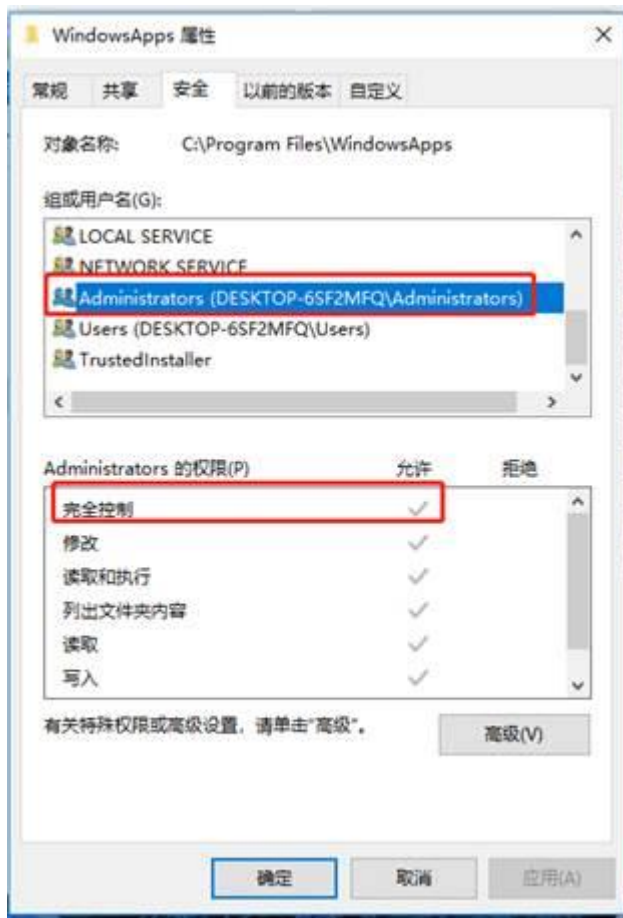 WindowsApps 属性
常规 共享 安全 以前的版本 自定义
对象名称: C:\Program Files\WindowsApps
组或用户名(G):
LOCAL SERVICE
NETWORK SERVICE
Administrators (DESKTOP-6SF2MFQ\Administrators)
Users (DESKTOP-6SF2MFQ\Users)
TrustedInstaller
Administrators 的权限(P) 允许 拒绝
完全控制
修改
读取和执行
列出文件夹内容
读取
写入
有关特殊权限或高级设置，请单击"高级"。
高级(V)
确定 取消 应用(A)